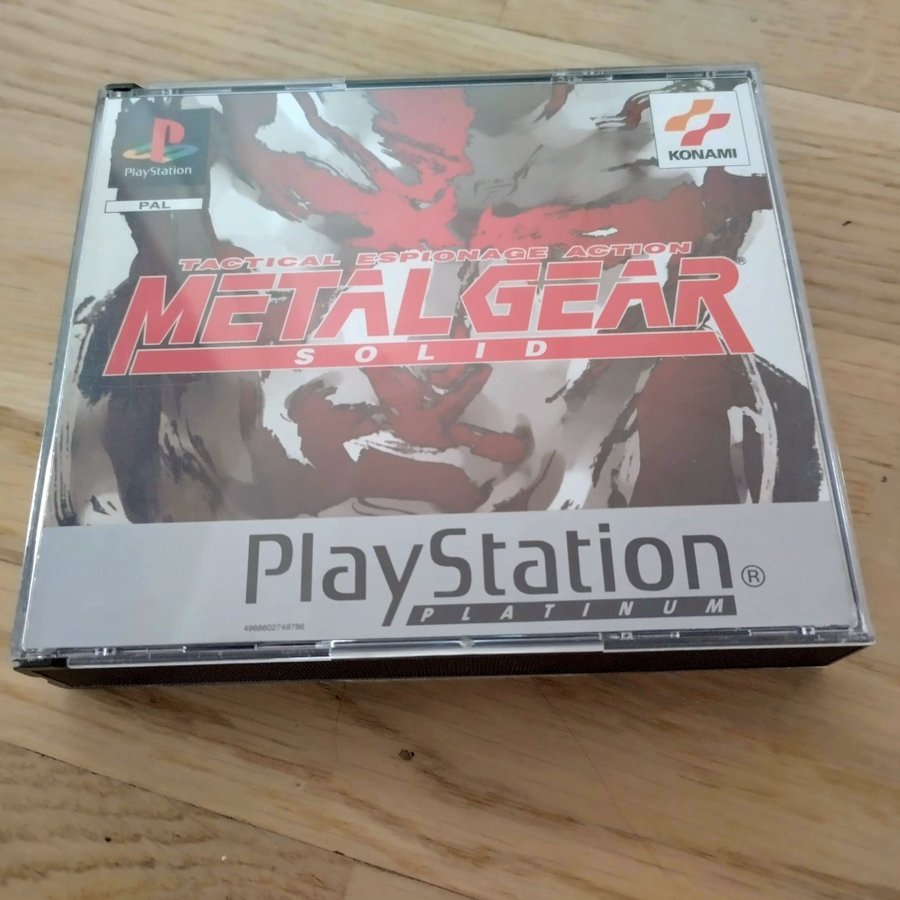 PlayStation
PAL
KONAMI
TACTICAL ESPIONAGE ACTION
METAL GEAR®
SOLID
PlayStation®
PLATINUM
4988602749786